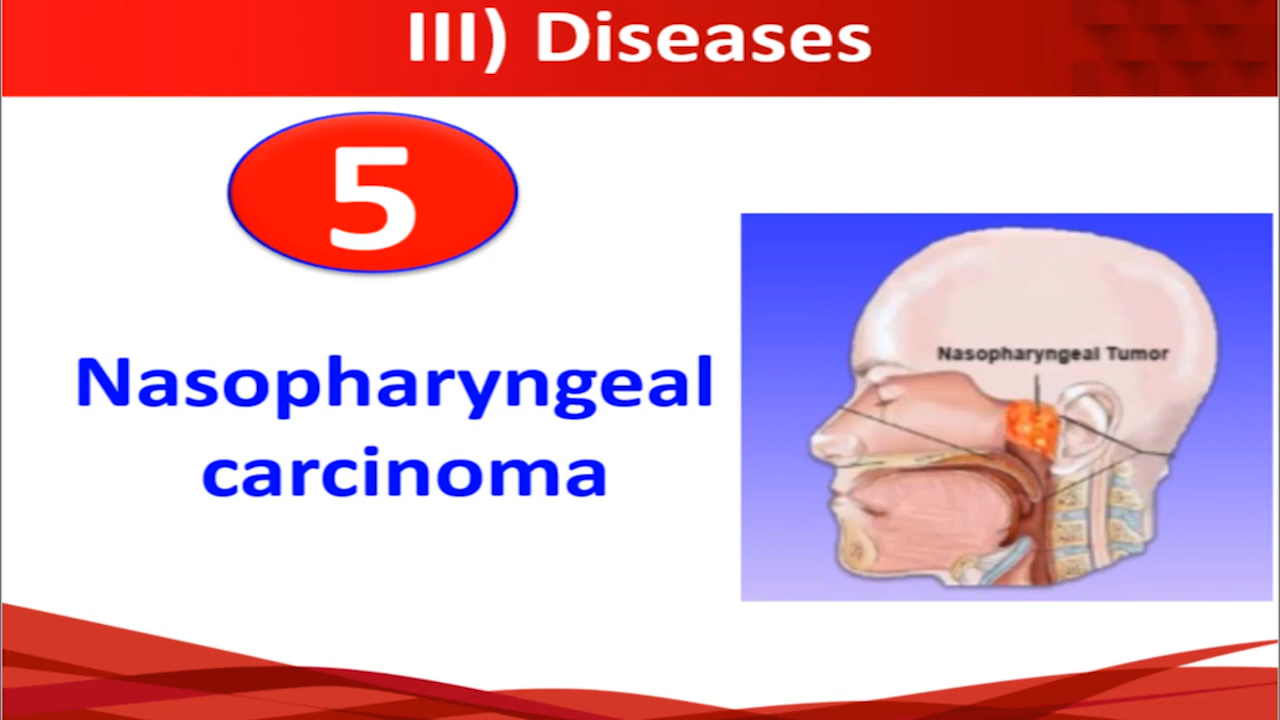 III) Diseases
5
Nasopharyngeal
carcinoma
Nasopharyngeal Tumor